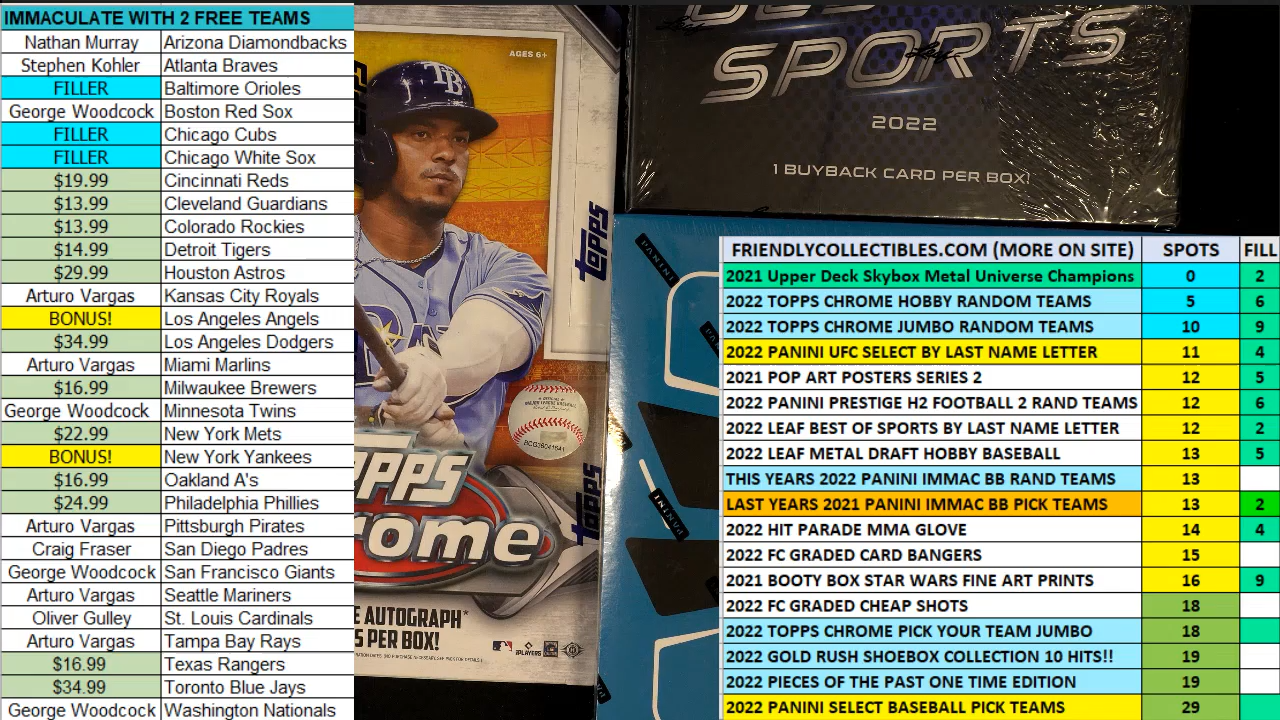 IMMACULATE WITH 2 FREE TEAMS
Nathan Murray Arizona Diamondbacks
Stephen Kohler Atlanta Braves
FILLER Baltimore Orioles
George Woodcock Boston Red Sox
FILLER Chicago Cubs
FILLER Chicago White Sox
$19.99 Cincinnati Reds
$13.99 Cleveland Guardians
$13.99 Colorado Rockies
$14.99 Detroit Tigers
$29.99 Houston Astros
Arturo Vargas Kansas City Royals
BONUS! Los Angeles Angels
$34.99 Los Angeles Dodgers
Arturo Vargas Miami Marlins
$16.99 Milwaukee Brewers
George Woodcock Minnesota Twins
$22.99 New York Mets
BONUS! New York Yankees
$16.99 Oakland A's
$24.99 Philadelphia Phillies
Arturo Vargas Pittsburgh Pirates
Craig Fraser San Diego Padres
George Woodcock San Francisco Giants
Arturo Vargas Seattle Mariners
Oliver Gulley St. Louis Cardinals
Arturo Vargas Tampa Bay Rays
$16.99 Texas Rangers
$34.99 Toronto Blue Jays
George Woodcock Washington Nationals
AGES 6+
TB
topps
topps
OPPS
ome
E AUTOGRAPH*
S PER BOX!
SPORTS
2022
1 BUYBACK CARD PER BOX!
PANINI
PANINI
FRIENDLYCOLLECTIBLES.COM (MORE ON SITE) SPOTS FILL
2021 Upper Deck Skybox Metal Universe Champions 0 2
2022 TOPPS CHROME HOBBY RANDOM TEAMS 5 6
2022 TOPPS CHROME JUMBO RANDOM TEAMS 10 9
2022 PANINI UFC SELECT BY LAST NAME LETTER 11 4
2021 POP ART POSTERS SERIES 2 12 5
2022 PANINI PRESTIGE H2 FOOTBALL 2 RAND TEAMS 12 6
2022 LEAF BEST OF SPORTS BY LAST NAME LETTER 12 2
2022 LEAF METAL DRAFT HOBBY BASEBALL 13 5
THIS YEARS 2022 PANINI IMMAC BB RAND TEAMS 13
LAST YEARS 2021 PANINI IMMAC BB PICK TEAMS 13 2
2022 HIT PARADE MMA GLOVE 14 4
2022 FC GRADED CARD BANGERS 15
2021 BOOTY BOX STAR WARS FINE ART PRINTS 16 9
2022 FC GRADED CHEAP SHOTS 18
2022 TOPPS CHROME PICK YOUR TEAM JUMBO 18
2022 GOLD RUSH SHOEBOX COLLECTION 10 HITS!! 19
2022 PIECES OF THE PAST ONE TIME EDITION 19
2022 PANINI SELECT BASEBALL PICK TEAMS 29